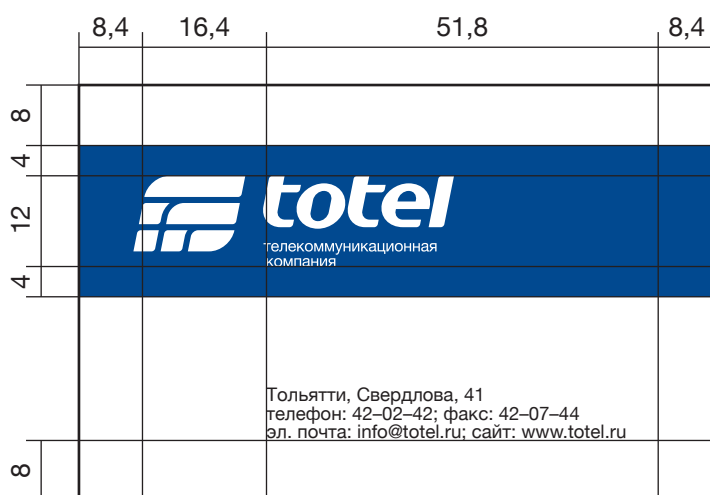 8,4 16,4 51,8 8,4
8
4
12
4
8
totel
телекоммуникационная
компания
Тольятти, Свердлова, 41
телефон: 42–02–42; факс: 42–07–44
эл. почта: info@totel.ru; сайт: www.totel.ru